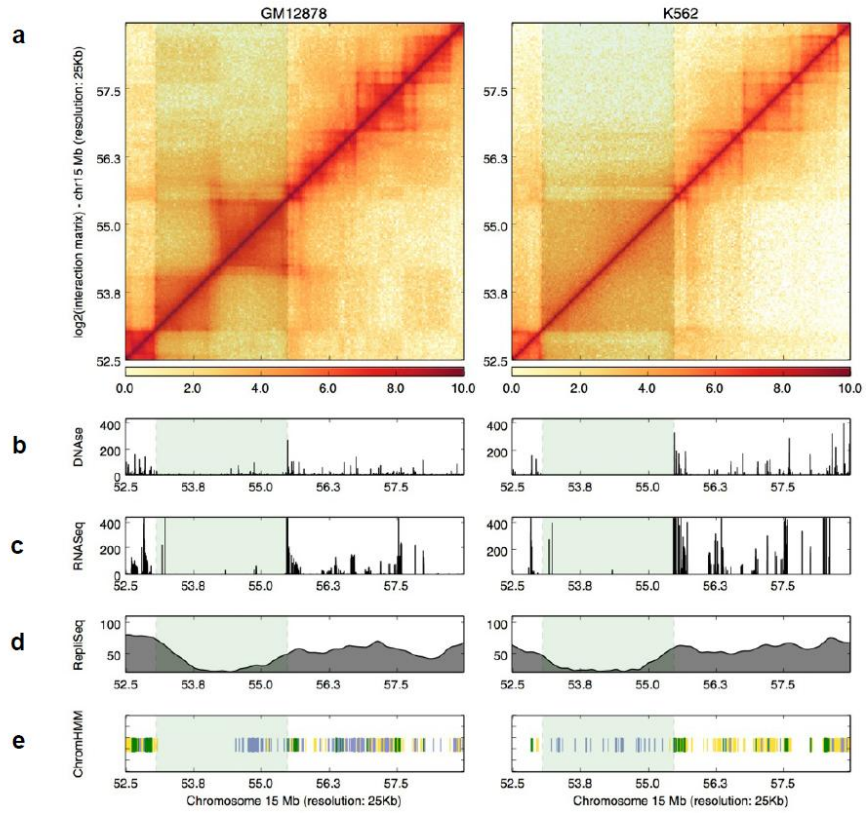 GM12878 K562
a
log2(interaction matrix) - chr15 Mb (resolution: 25Kb)
57.5
56.3
55.0
53.8
52.5
57.5
56.3
55.0
53.8
52.5
0.0 2.0 4.0 6.0 8.0 10.0
0.0 2.0 4.0 6.0 8.0 10.0
b
DNAse
400
200
0
52.5 53.8 55.0 56.3 57.5
400
200
0
52.5 53.8 55.0 56.3 57.5
c
RNASeq
400
200
0
52.5 53.8 55.0 56.3 57.5
400
200
52.5 53.8 55.0 56.3 57.5
d
RepliSeq
100
50
52.5 53.8 55.0 56.3 57.5
100
50
52.5 53.8 55.0 56.3 57.5
e
ChromHMM
52.5 53.8 55.0 56.3 57.5
Chromosome 15 Mb (resolution: 25Kb)
52.5 53.8 55.0 56.3 57.5
Chromosome 15 Mb (resolution: 25Kb)